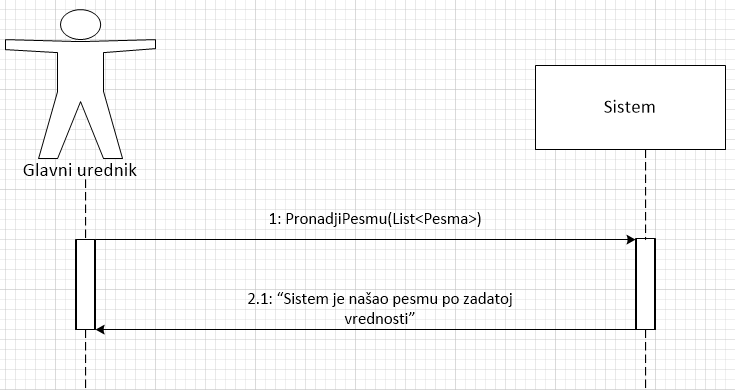 Sistem
Glavni urednik
1: PronadjiPesmu(List<Pesma>)
2.1: “Sistem je našao pesmu po zadatoj
vrednosti”